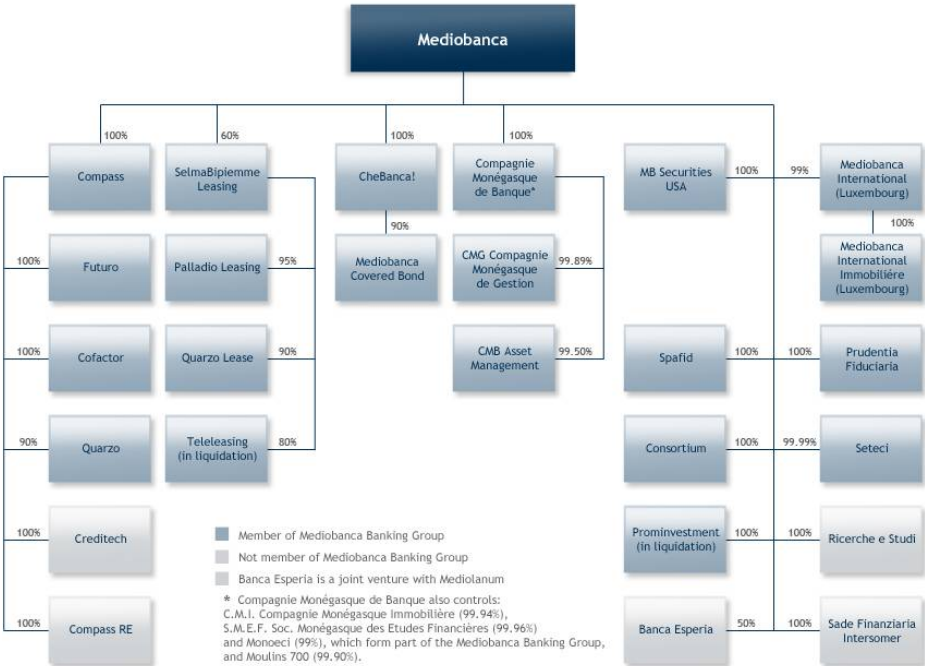 Mediobanca
100%
60%
100%
100%
Compass
SelmaBipiemme
Leasing
CheBanca!
Compagnie
Monégasque
de Banque*
MB Securities
USA
100%
99%
Mediobanca
International
(Luxembourg)
90%
100%
100%
Futuro
Palladio Leasing
95%
Mediobanca
Covered Bond
CMG Compagnie
Monégasque
de Gestion
99.89%
Mediobanca
International
Immobiliére
(Luxembourg)
100%
Cofactor
Quarzo Lease
90%
CMB Asset
Management
99.50%
Spafid
100%
100%
Prudentia
Fiduciaria
90%
Quarzo
Teleleasing
(in liquidation)
80%
Consortium
100%
99.99%
Seteci
100%
Creditech
Prominvestment
(in liquidation)
100%
100%
Ricerche e Studi
100%
Compass RE
Banca Esperia
50%
100%
Sade Finanziaria
Intersomer
Member of Mediobanca Banking Group
Not member of Mediobanca Banking Group
Banca Esperia is a joint venture with Mediolanum
* Compagnie Monégasque de Banque also controls:
C.M.I. Compagnie Monégasque Immobilière (99.94%),
S.M.E.F. Soc. Monégasque des Etudes Financières (99.96%)
and Monoeci (99%), which form part of the Mediobanca Banking Group,
and Moulins 700 (99.90%).